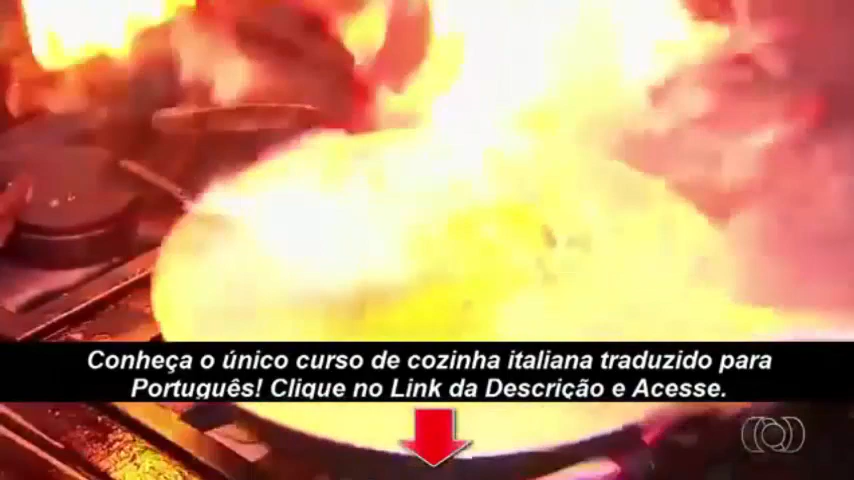 Conheça o único curso de cozinha italiana traduzido para
Português! Clique no Link da Descrição e Acesse.